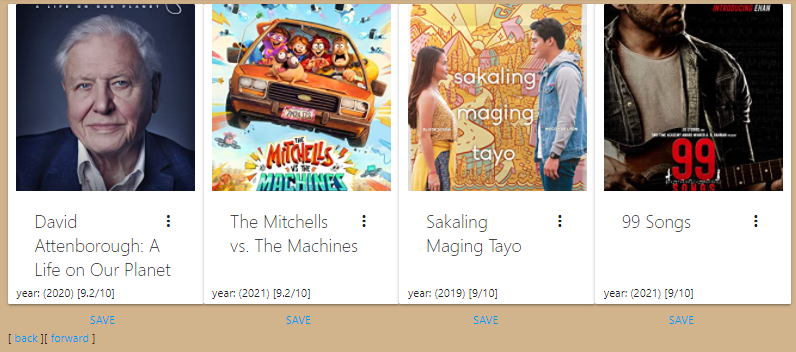 A LIFE ON OUR PLANET
THE
MITCHELLS
VS. THE
MACHINES
sakaling
maging
tayo
INTRODUCING EHAN
99
SONGS
David
Attenborough: A
Life on Our Planet
year: (2020) [9.2/10]
SAVE
The Mitchells
vs. The Machines
year: (2021) [9.2/10]
SAVE
Sakaling
Maging Tayo
year: (2019) [9/10]
SAVE
99 Songs
year: (2021) [9/10]
SAVE
[ back ][ forward ]